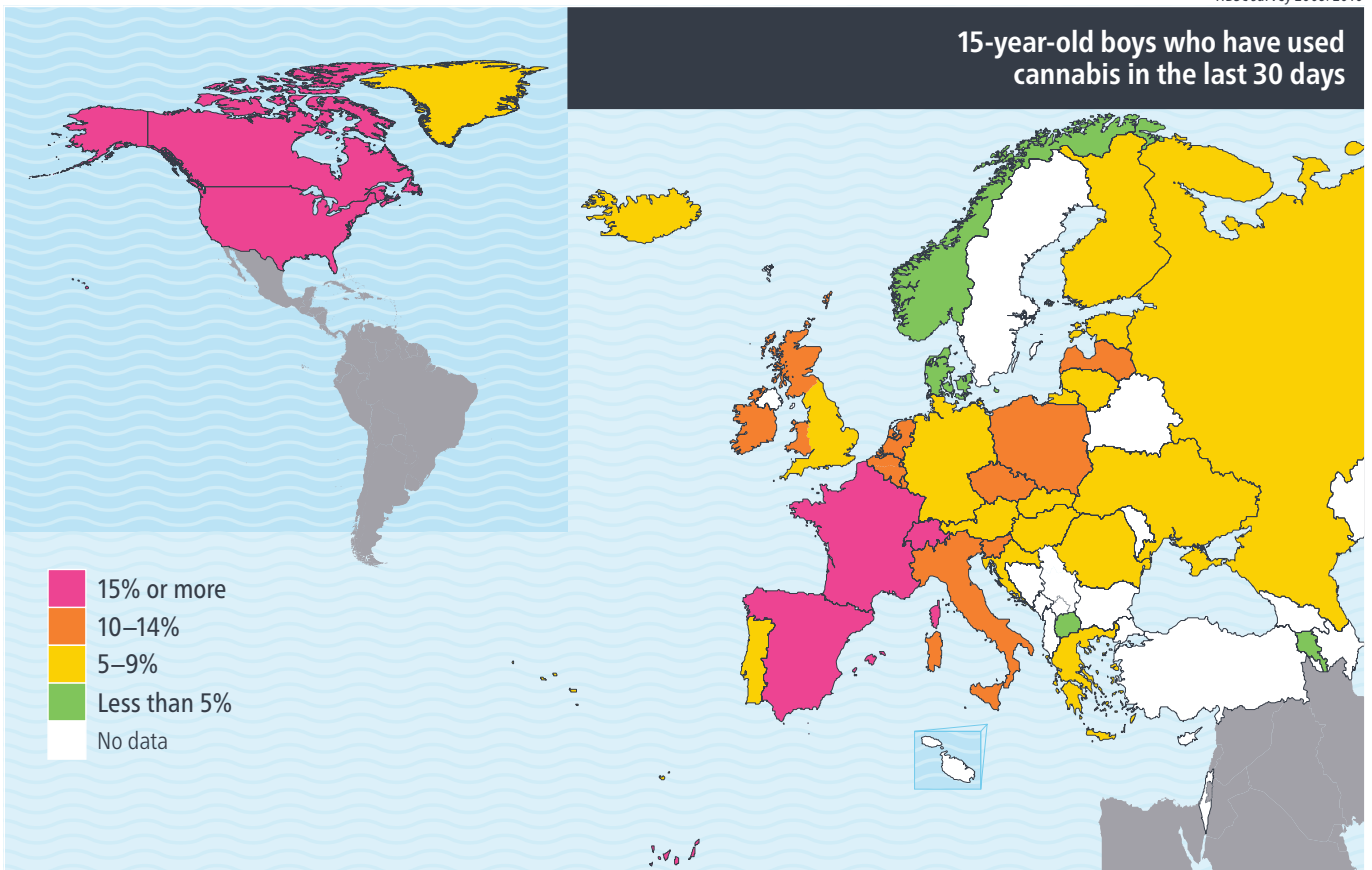 15-year-old boys who have used
cannabis in the last 30 days
15% or more
10–14%
5–9%
Less than 5%
No data